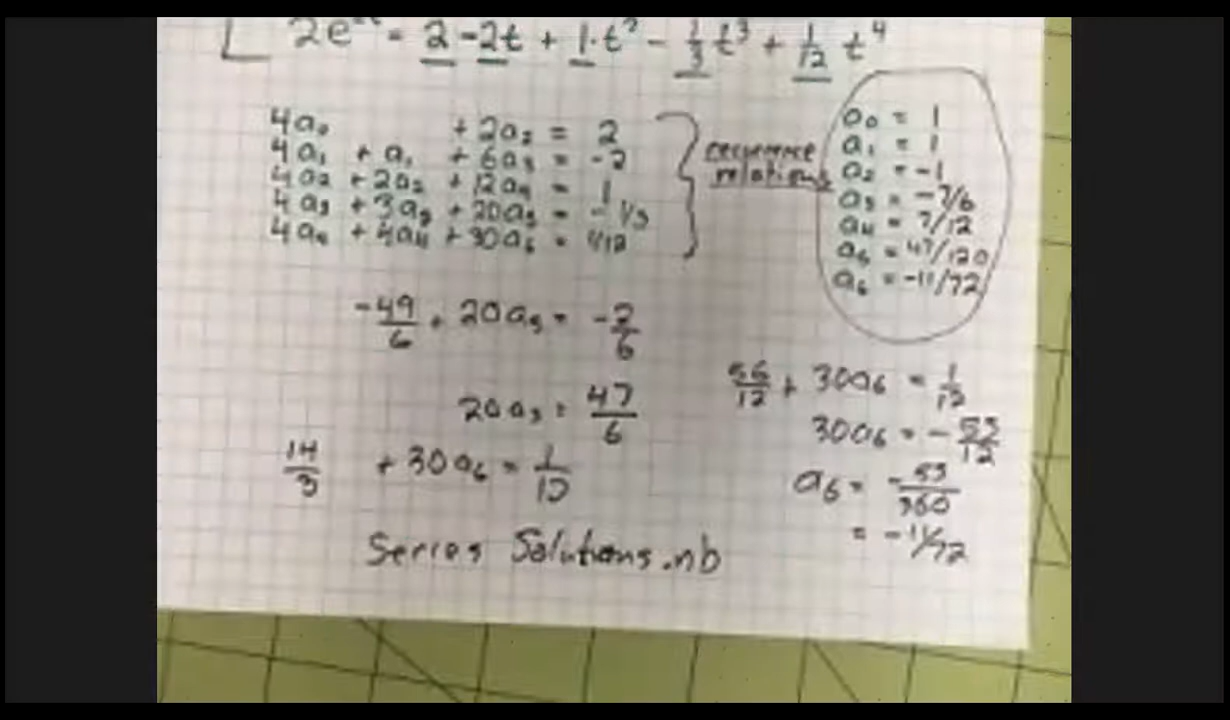 2e = 2 - 2t + 1·t² - 1/3 t³ + 1/12 t⁴
4a₀ + 2a₂ = 2
4a₁ + a₁ + 6a₃ = -2
4a₂ + 2a₂ + 12a₄ = 1
4a₃ + 3a₃ + 20a₅ = -1/3
4a₄ + 4a₄ + 30a₆ = 1/12
recurrence
relations
a₀ = 1
a₁ = 1
a₂ = -1
a₃ = -7/6
a₄ = 7/12
a₅ = 47/120
a₆ = -11/72
-49/6 + 20a₅ = -2/6
20a₅ = 47/6
14/3 + 30a₆ = 1/12
56/12 + 30a₆ = 1/12
30a₆ = -55/12
a₆ = -55/360
= -11/72
Series Solutions.nb